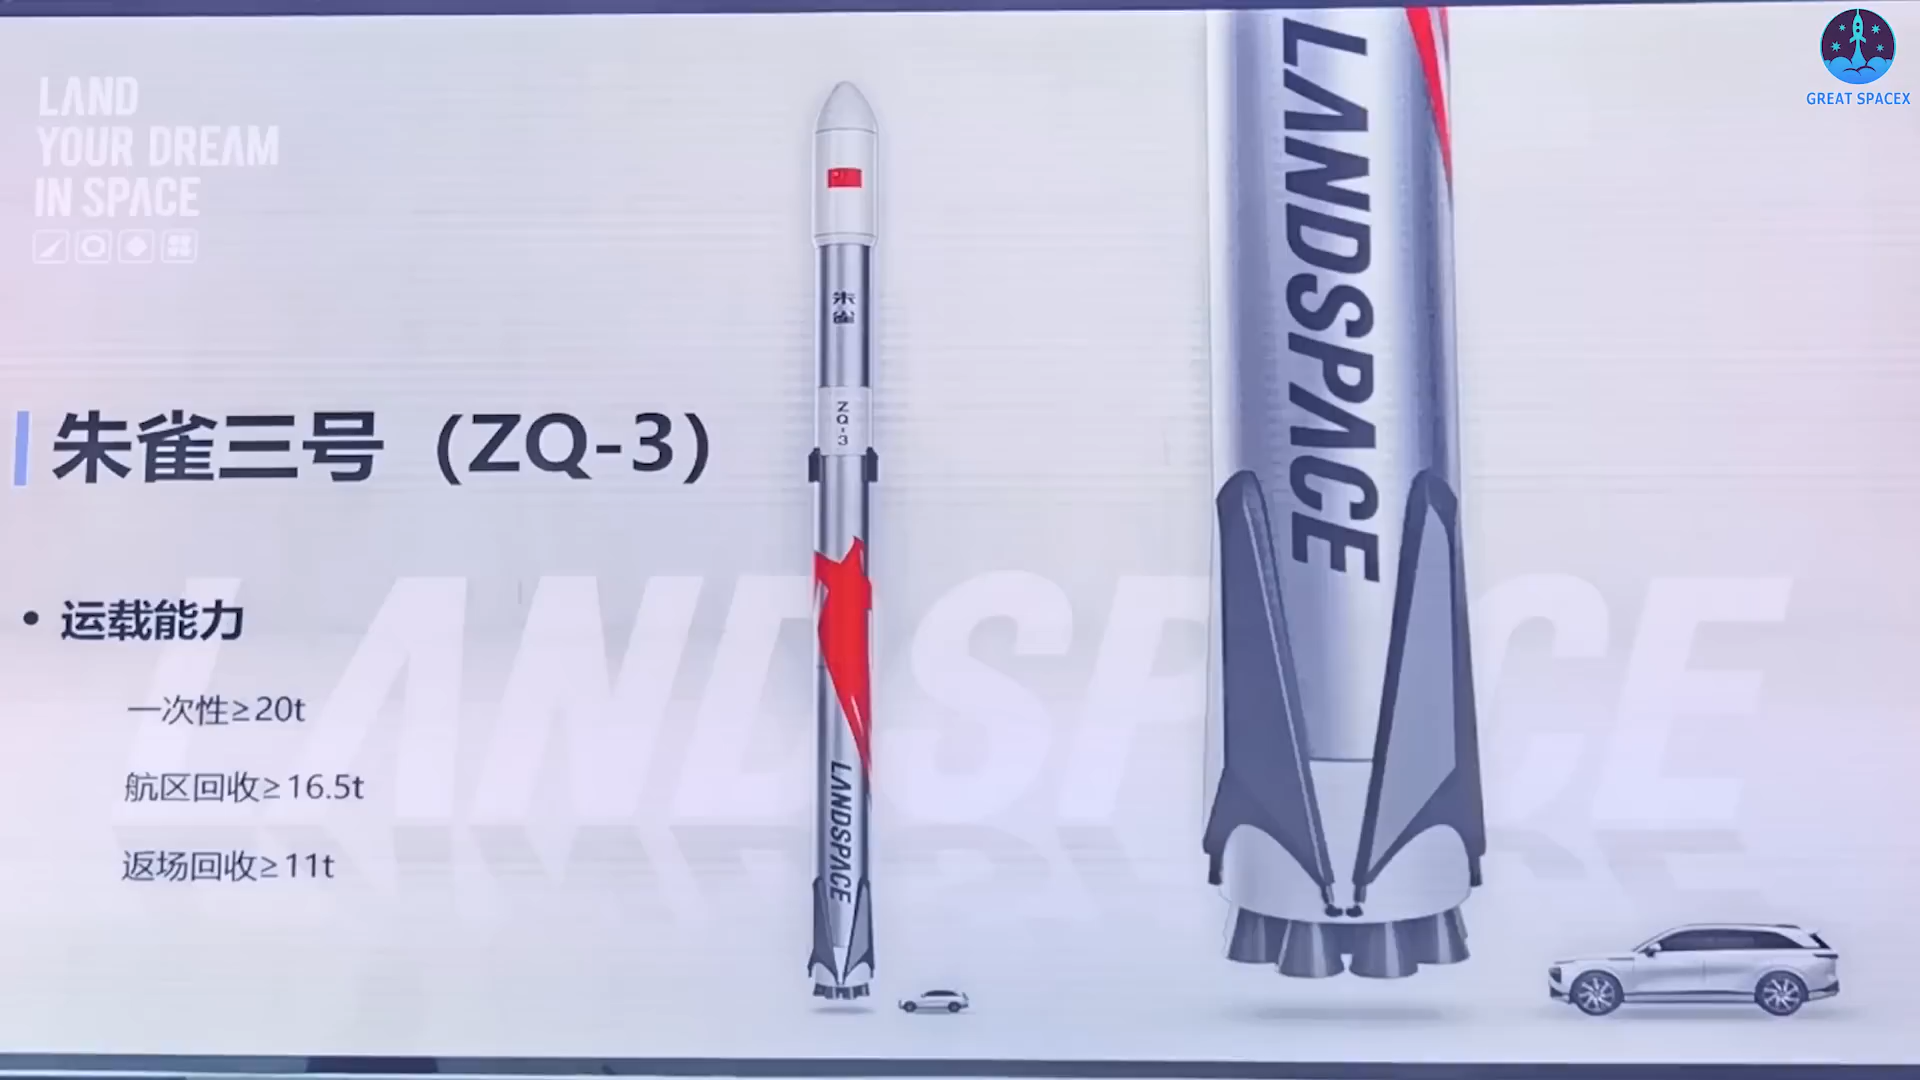 LAND
YOUR DREAM
IN SPACE
GREAT SPACEX
朱雀三号（ZQ-3）
• 运载能力
一次性≥20t
航区回收≥16.5t
返场回收≥11t
朱雀
ZQ-3
LANDSPACE
LANDSPACE
LANDSPACE